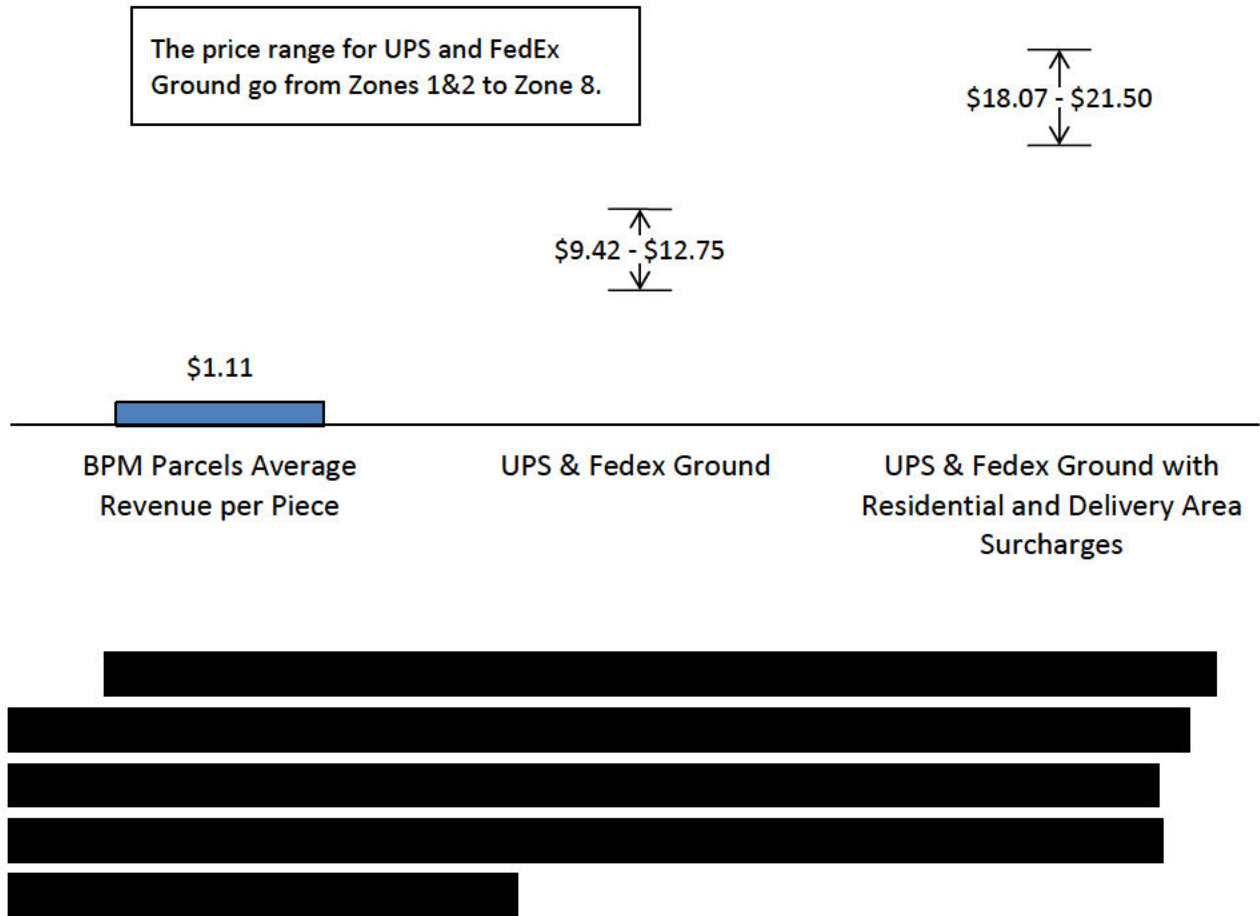 The price range for UPS and FedEx
Ground go from Zones 1&2 to Zone 8.
$18.07 - $21.50
$9.42 - $12.75
$1.11
BPM Parcels Average
Revenue per Piece
UPS & Fedex Ground
UPS & Fedex Ground with
Residential and Delivery Area
Surcharges